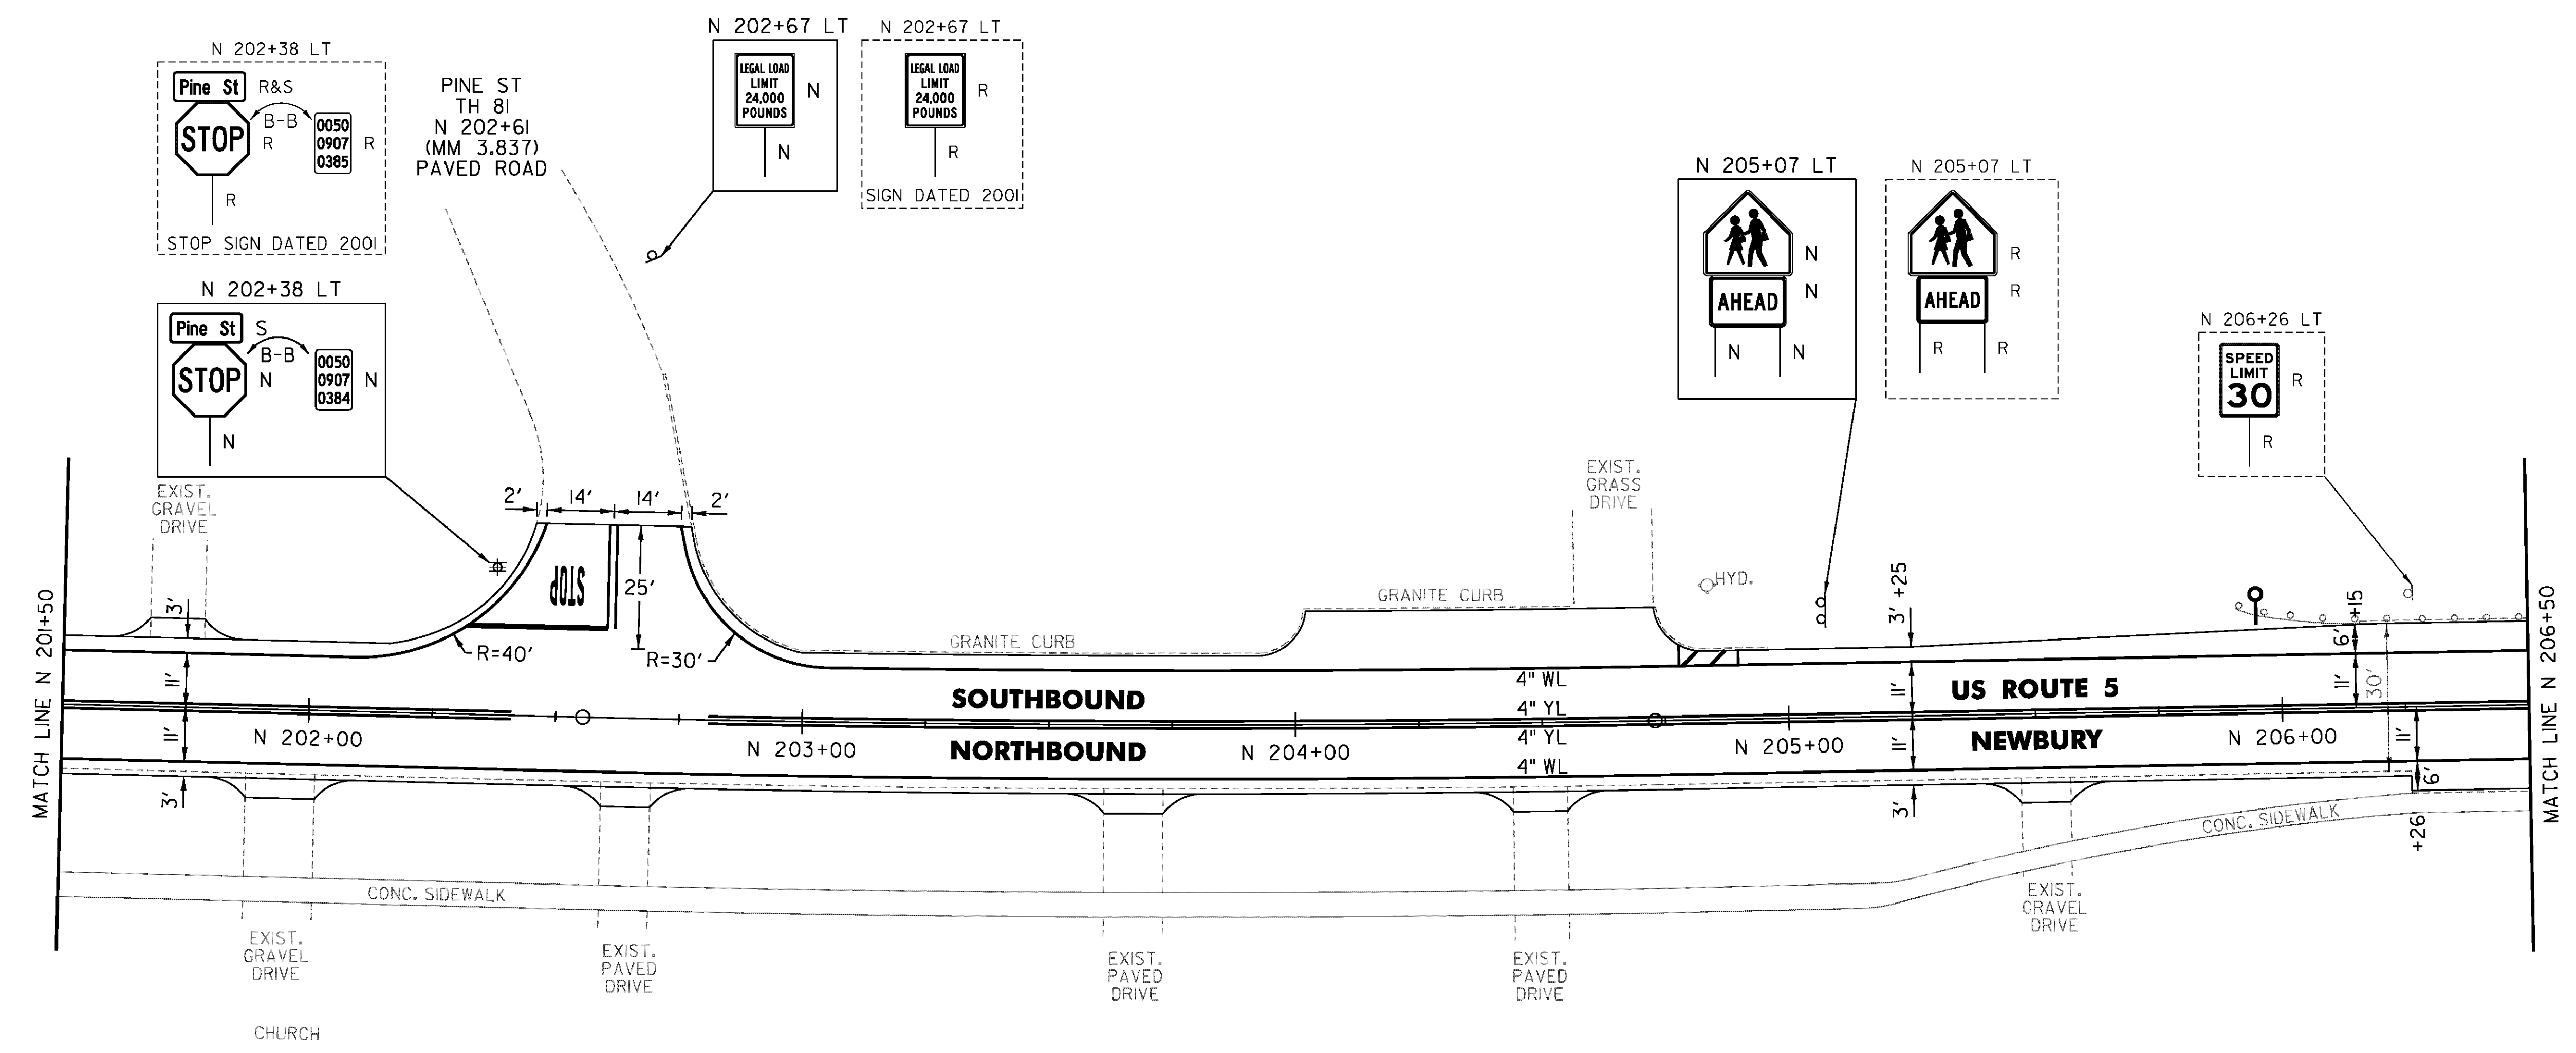 N 202+38 LT
Pine St
R&S
B-B
STOP
R
0050
0907
0385
R
R
STOP SIGN DATED 2001
N 202+38 LT
Pine St
S
B-B
STOP
N
0050
0907
0384
N
N
PINE ST
TH 81
N 202+61
(MM 3.837)
PAVED ROAD
N 202+67 LT
LEGAL LOAD
LIMIT
24,000
POUNDS
N
N
N 202+67 LT
LEGAL LOAD
LIMIT
24,000
POUNDS
R
R
SIGN DATED 2001
N 205+07 LT
N
AHEAD
N
N
N
N 205+07 LT
R
AHEAD
R
R
R
N 206+26 LT
SPEED
LIMIT
30
R
R
EXIST.
GRAVEL
DRIVE
2'
14'
14'
2'
EXIST.
GRASS
DRIVE
STOP
25'
R=40'
R=30'
GRANITE CURB
GRANITE CURB
HYD.
3' +25
+15
6'
3'
11'
11'
3'
MATCH LINE N 201+50
SOUTHBOUND
NORTHBOUND
4" WL
4" YL
4" YL
4" WL
US ROUTE 5
NEWBURY
11'
11'
3'
11'
30'
11'
6'
+26
MATCH LINE N 206+50
N 202+00
N 203+00
N 204+00
N 205+00
N 206+00
CONC. SIDEWALK
CONC. SIDEWALK
EXIST.
GRAVEL
DRIVE
EXIST.
PAVED
DRIVE
EXIST.
PAVED
DRIVE
EXIST.
PAVED
DRIVE
EXIST.
GRAVEL
DRIVE
CHURCH